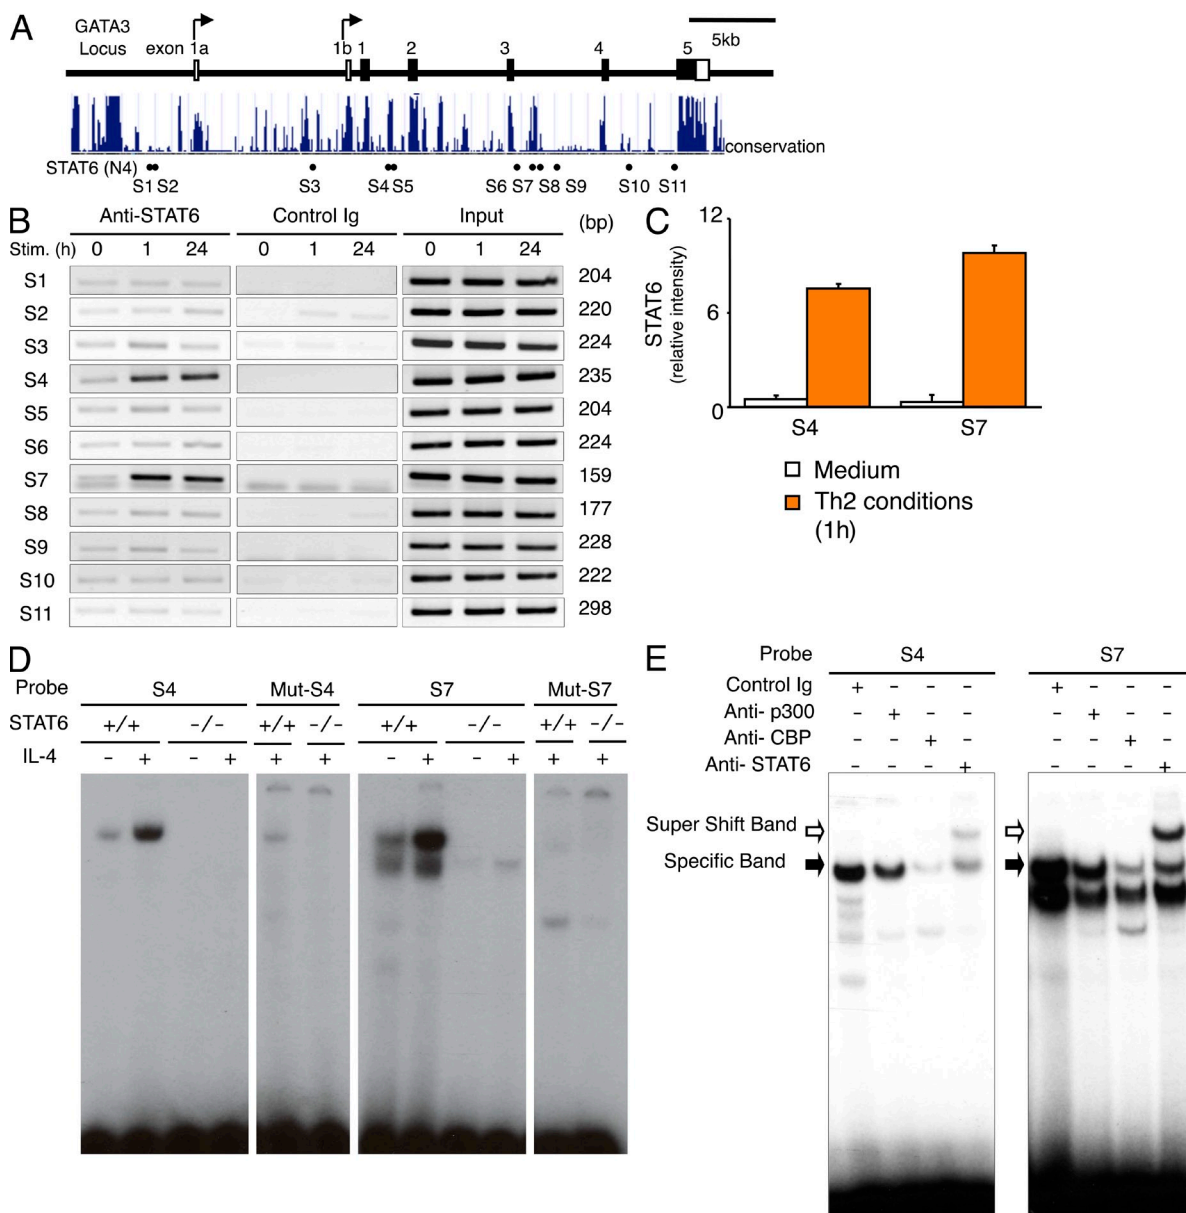 A
GATA3
Locus
exon 1a
1b 1 2 3 4 5
5kb
conservation
STAT6 (N4)
S1 S2 S3 S4 S5 S6 S7 S8 S9 S10 S11
B
Anti-STAT6 Control Ig Input (bp)
Stim. (h) 0 1 24 0 1 24 0 1 24
S1 204
S2 220
S3 224
S4 235
S5 204
S6 224
S7 159
S8 177
S9 228
S10 222
S11 298
C
STAT6
(relative intensity)
12
6
0
S4 S7
Medium
Th2 conditions
(1h)
D
Probe S4 Mut-S4 S7 Mut-S7
STAT6 +/+ -/- +/+ -/- +/+ -/- +/+ -/-
IL-4 - + - + + + - + - + + +
E
Probe S4 S7
Control Ig + - - - + - - -
Anti- p300 - + - - - + - -
Anti- CBP - - + - - - + -
Anti- STAT6 - - - + - - - +
Super Shift Band
Specific Band